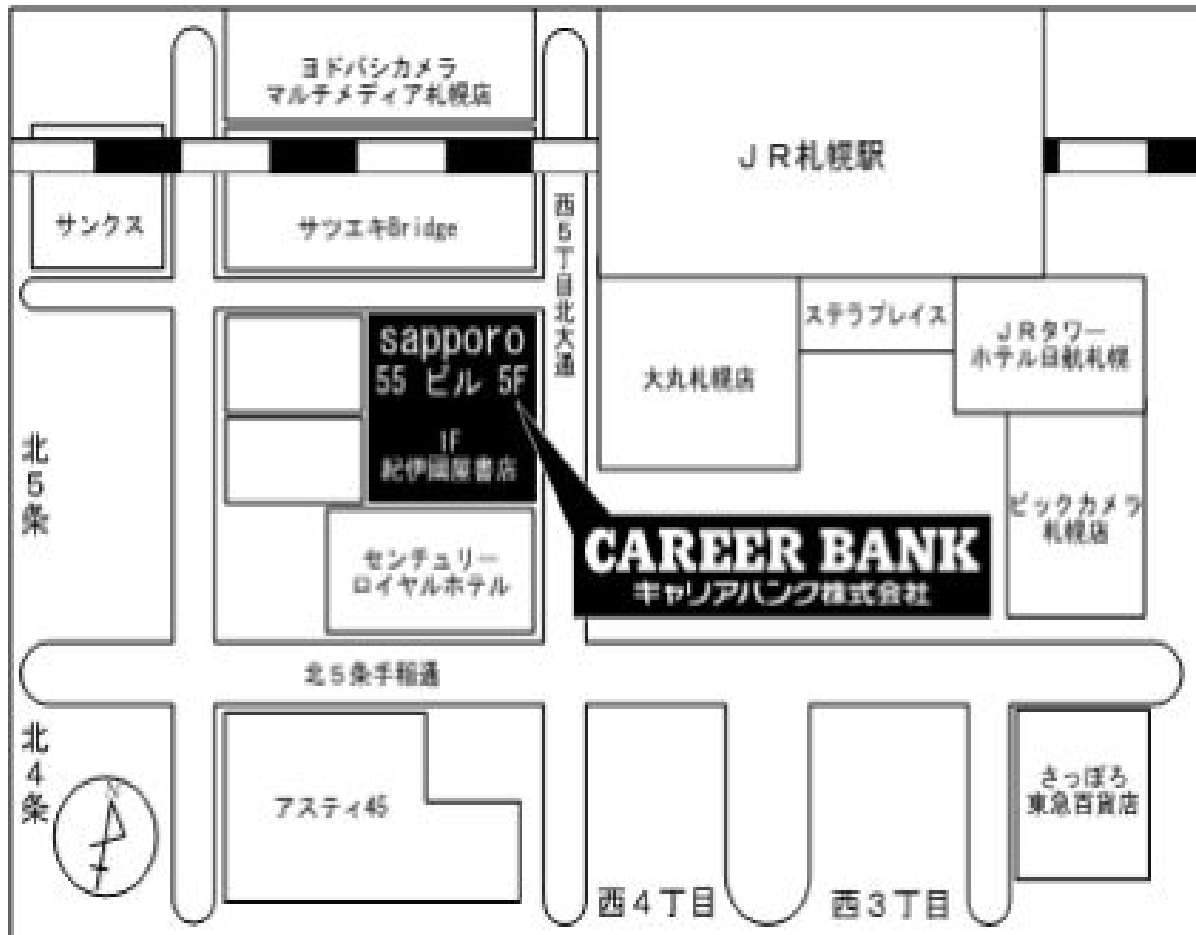 ヨドバシカメラ
マルチメディア札幌店
JR札幌駅
サンクス
サツエキBridge
西5丁目北大通
ステラプレイス
JRタワー
ホテル日航札幌
大丸札幌店
sapporo
55 ビル 5F
1F
紀伊國屋書店
北5条
ビックカメラ
札幌店
CAREER BANK
キャリアバンク株式会社
センチュリー
ロイヤルホテル
北5条手稲通
北4条
N
アスティ45
さっぽろ
東急百貨店
西4丁目
西3丁目